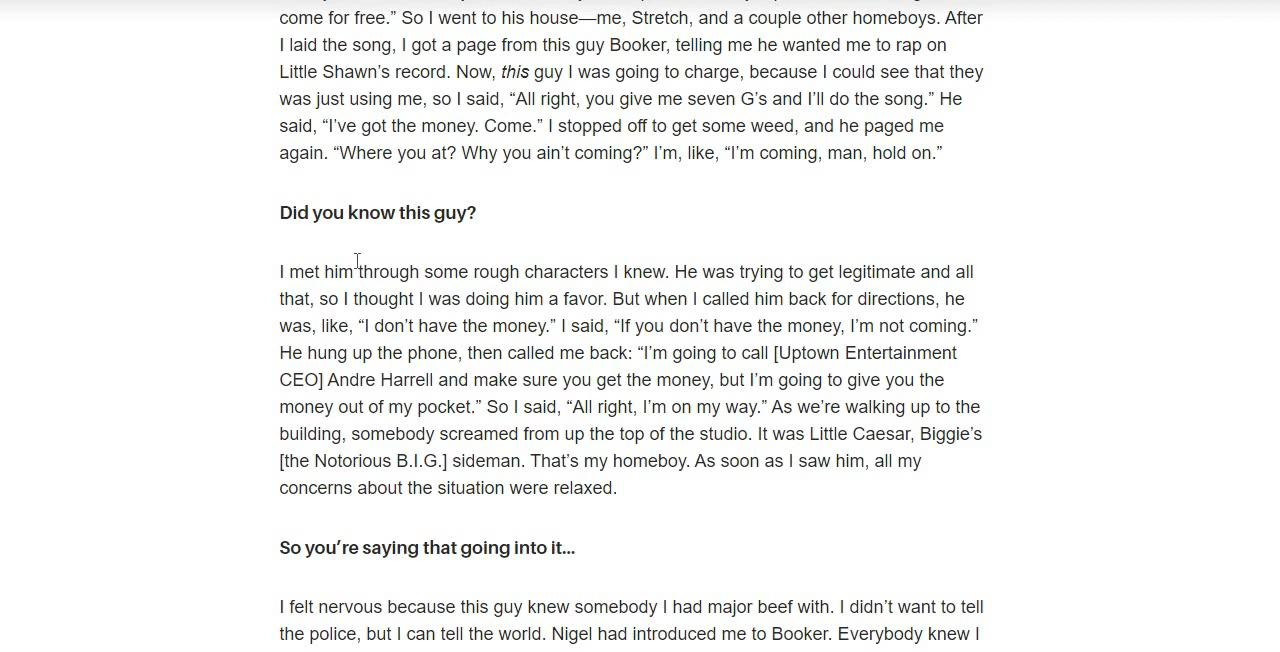 come for free.” So I went to his house—me, Stretch, and a couple other homeboys. After
I laid the song, I got a page from this guy Booker, telling me he wanted me to rap on
Little Shawn’s record. Now, this guy I was going to charge, because I could see that they
was just using me, so I said, “All right, you give me seven G’s and I’ll do the song.” He
said, “I’ve got the money. Come.” I stopped off to get some weed, and he paged me
again. “Where you at? Why you ain’t coming?” I’m, like, “I’m coming, man, hold on.”
Did you know this guy?
I met him through some rough characters I knew. He was trying to get legitimate and all
that, so I thought I was doing him a favor. But when I called him back for directions, he
was, like, “I don’t have the money.” I said, “If you don’t have the money, I’m not coming.”
He hung up the phone, then called me back: “I’m going to call [Uptown Entertainment
CEO] Andre Harrell and make sure you get the money, but I’m going to give you the
money out of my pocket.” So I said, “All right, I’m on my way.” As we’re walking up to the
building, somebody screamed from up the top of the studio. It was Little Caesar, Biggie’s
[the Notorious B.I.G.] sideman. That’s my homeboy. As soon as I saw him, all my
concerns about the situation were relaxed.
So you’re saying that going into it...
I felt nervous because this guy knew somebody I had major beef with. I didn’t want to tell
the police, but I can tell the world. Nigel had introduced me to Booker. Everybody knew I